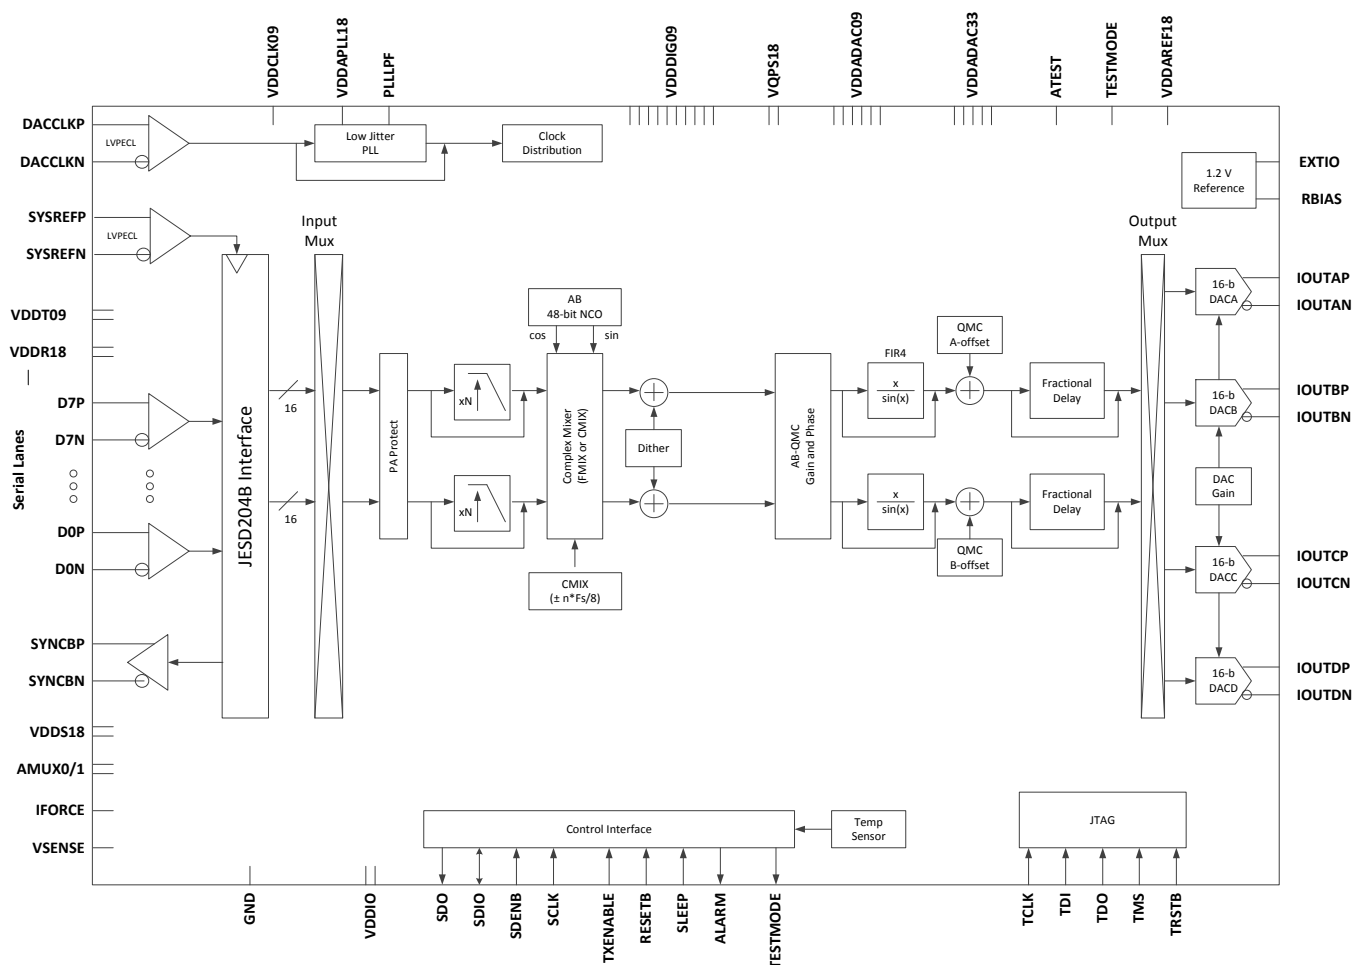 VDDCLK09
VDDAPLL18
PLLLPF
VDDDIG09
VQPS18
VDDADAC09
VDDADAC33
ATEST
TESTMODE
VDDAREF18
DACCLKP
LVPECL
DACCLKN
Low Jitter
PLL
Clock
Distribution
EXTIO
1.2 V
Reference
RBIAS
SYSREFP
LVPECL
SYSREFN
Input
Mux
Output
Mux
VDDT09
VDDR18
Serial Lanes
D7P
D7N
D0P
D0N
JESD204B Interface
16
16
PA Protect
xN
xN
AB
48-bit NCO
cos
sin
Complex Mixer
(FMIX or CMIX)
CMIX
(± n*Fs/8)
Dither
AB-QMC
Gain and Phase
FIR4
x
sin(x)
x
sin(x)
QMC
A-offset
QMC
B-offset
Fractional
Delay
Fractional
Delay
16-b
DACA
IOUTAP
IOUTAN
16-b
DACB
IOUTBP
IOUTBN
DAC
Gain
16-b
DACC
IOUTCP
IOUTCN
16-b
DACD
IOUTDP
IOUTDN
SYNCBP
SYNCBN
VDDS18
AMUX0/1
IFORCE
VSENSE
Control Interface
Temp
Sensor
JTAG
GND
VDDIO
SDO
SDIO
SDENB
SCLK
TXENABLE
RESETB
SLEEP
ALARM
TESTMODE
TCLK
TDI
TDO
TMS
TRSTB